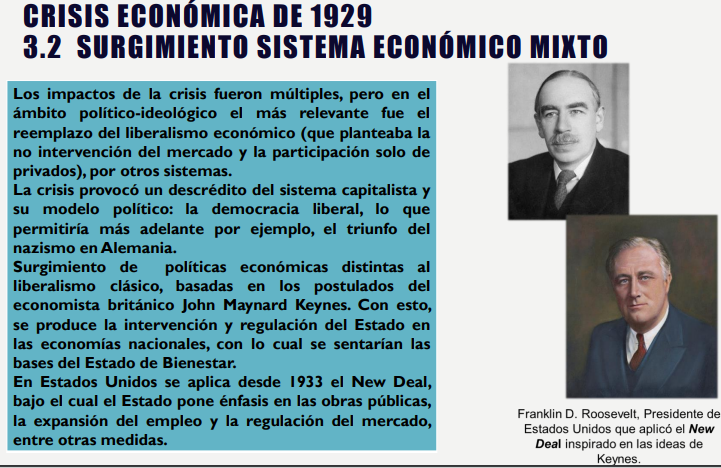 CRISIS ECONÓMICA DE 1929
3.2 SURGIMIENTO SISTEMA ECONÓMICO MIXTO
Los impactos de la crisis fueron múltiples, pero en el
ámbito político-ideológico el más relevante fue el
reemplazo del liberalismo económico (que planteaba la
no intervención del mercado y la participación solo de
privados), por otros sistemas.
La crisis provocó un descrédito del sistema capitalista y
su modelo político: la democracia liberal, lo que
permitiría más adelante por ejemplo, el triunfo del
nazismo en Alemania.
Surgimiento de políticas económicas distintas al
liberalismo clásico, basadas en los postulados del
economista británico John Maynard Keynes. Con esto,
se produce la intervención y regulación del Estado en
las economías nacionales, con lo cual se sentarían las
bases del Estado de Bienestar.
En Estados Unidos se aplica desde 1933 el New Deal,
bajo el cual el Estado pone énfasis en las obras públicas,
la expansión del empleo y la regulación del mercado,
entre otras medidas.
Franklin D. Roosevelt, Presidente de
Estados Unidos que aplicó el New
Deal inspirado en las ideas de
Keynes.